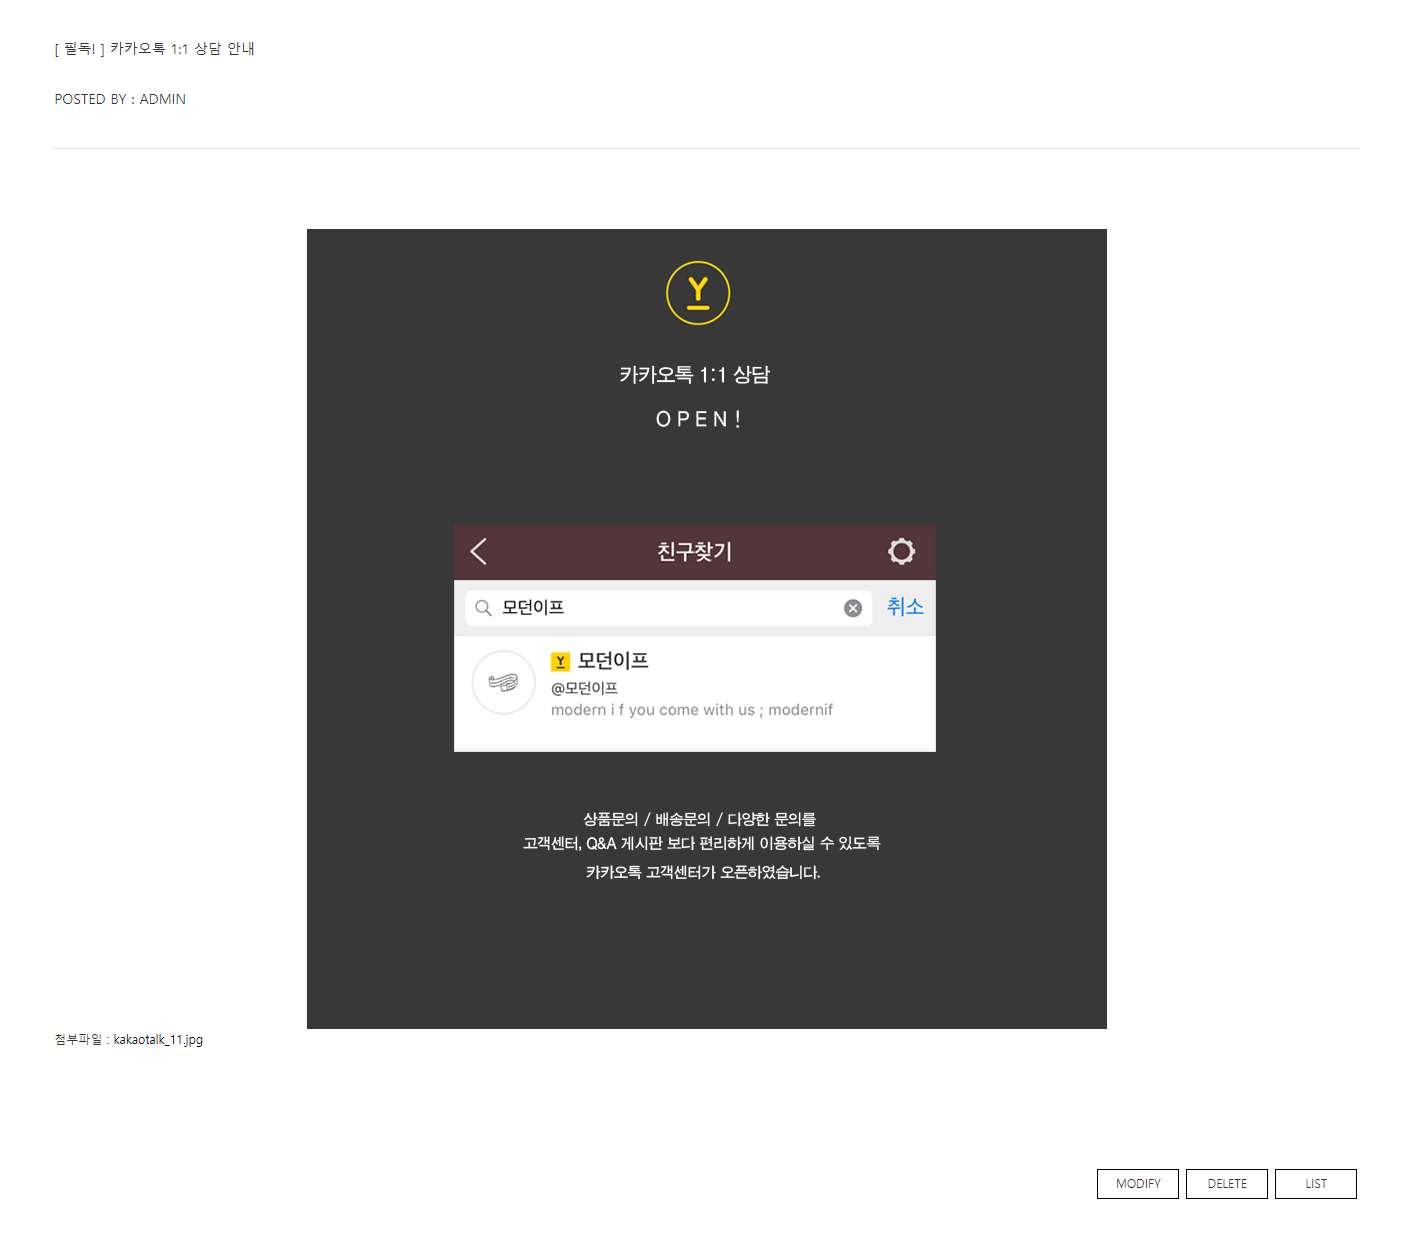 [ 필독! ] 카카오톡 1:1 상담 안내
POSTED BY : ADMIN
Y
카카오톡 1:1 상담
OPEN!
친구찾기
모던이프
취소
Y 모던이프
@모던이프
modern i f you come with us ; modernif
상품문의 / 배송문의 / 다양한 문의를
고객센터, Q&A 게시판 보다 편리하게 이용하실 수 있도록
카카오톡 고객센터가 오픈하였습니다.
첨부파일 : kakaotalk_11.jpg
MODIFY
DELETE
LIST